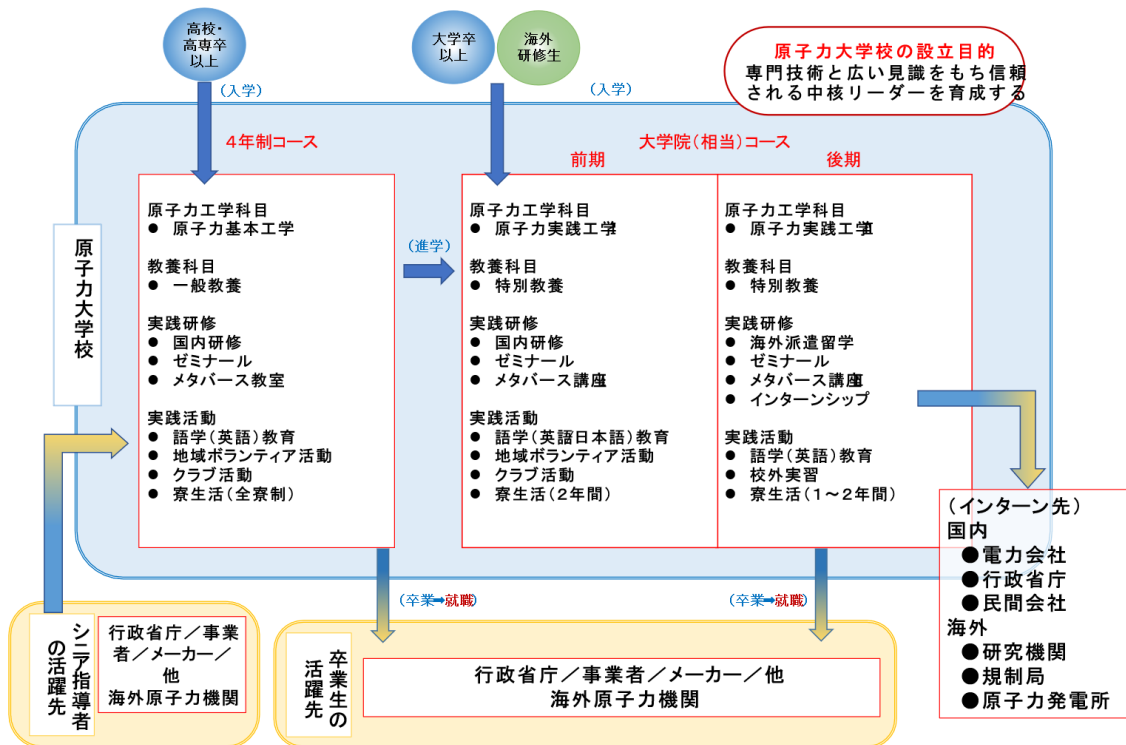 高校・
高専卒
以上
大学卒
以上
海外
研修生
原子力大学校の設立目的
専門技術と広い見識をもち信頼
される中核リーダーを育成する
(入学)
(入学)
4年制コース
大学院(相当)コース
前期
後期
原子力大学校
原子力工学科目
● 原子力基本工学
教養科目
● 一般教養
実践研修
● 国内研修
● ゼミナール
● メタバース教室
実践活動
● 語学(英語)教育
● 地域ボランティア活動
● クラブ活動
● 寮生活(全寮制)
(進学)
原子力工学科目
● 原子力実践工学
教養科目
● 特別教養
実践研修
● 国内研修
● ゼミナール
● メタバース講座
実践活動
● 語学(英語日本語)教育
● 地域ボランティア活動
● クラブ活動
● 寮生活(2年間)
原子力工学科目
● 原子力実践工学
教養科目
● 特別教養
実践研修
● 海外派遣留学
● ゼミナール
● メタバース講座
● インターンシップ
実践活動
● 語学(英語)教育
● 校外実習
● 寮生活(1~2年間)
(インターン先)
国内
●電力会社
●行政省庁
●民間会社
海外
●研究機関
●規制局
●原子力発電所
(卒業➡就職)
(卒業➡就職)
シニア指導者
の活躍先
行政省庁/事業
者/メーカー/
他
海外原子力機関
卒業生の
活躍先
行政省庁/事業者/メーカー/他
海外原子力機関